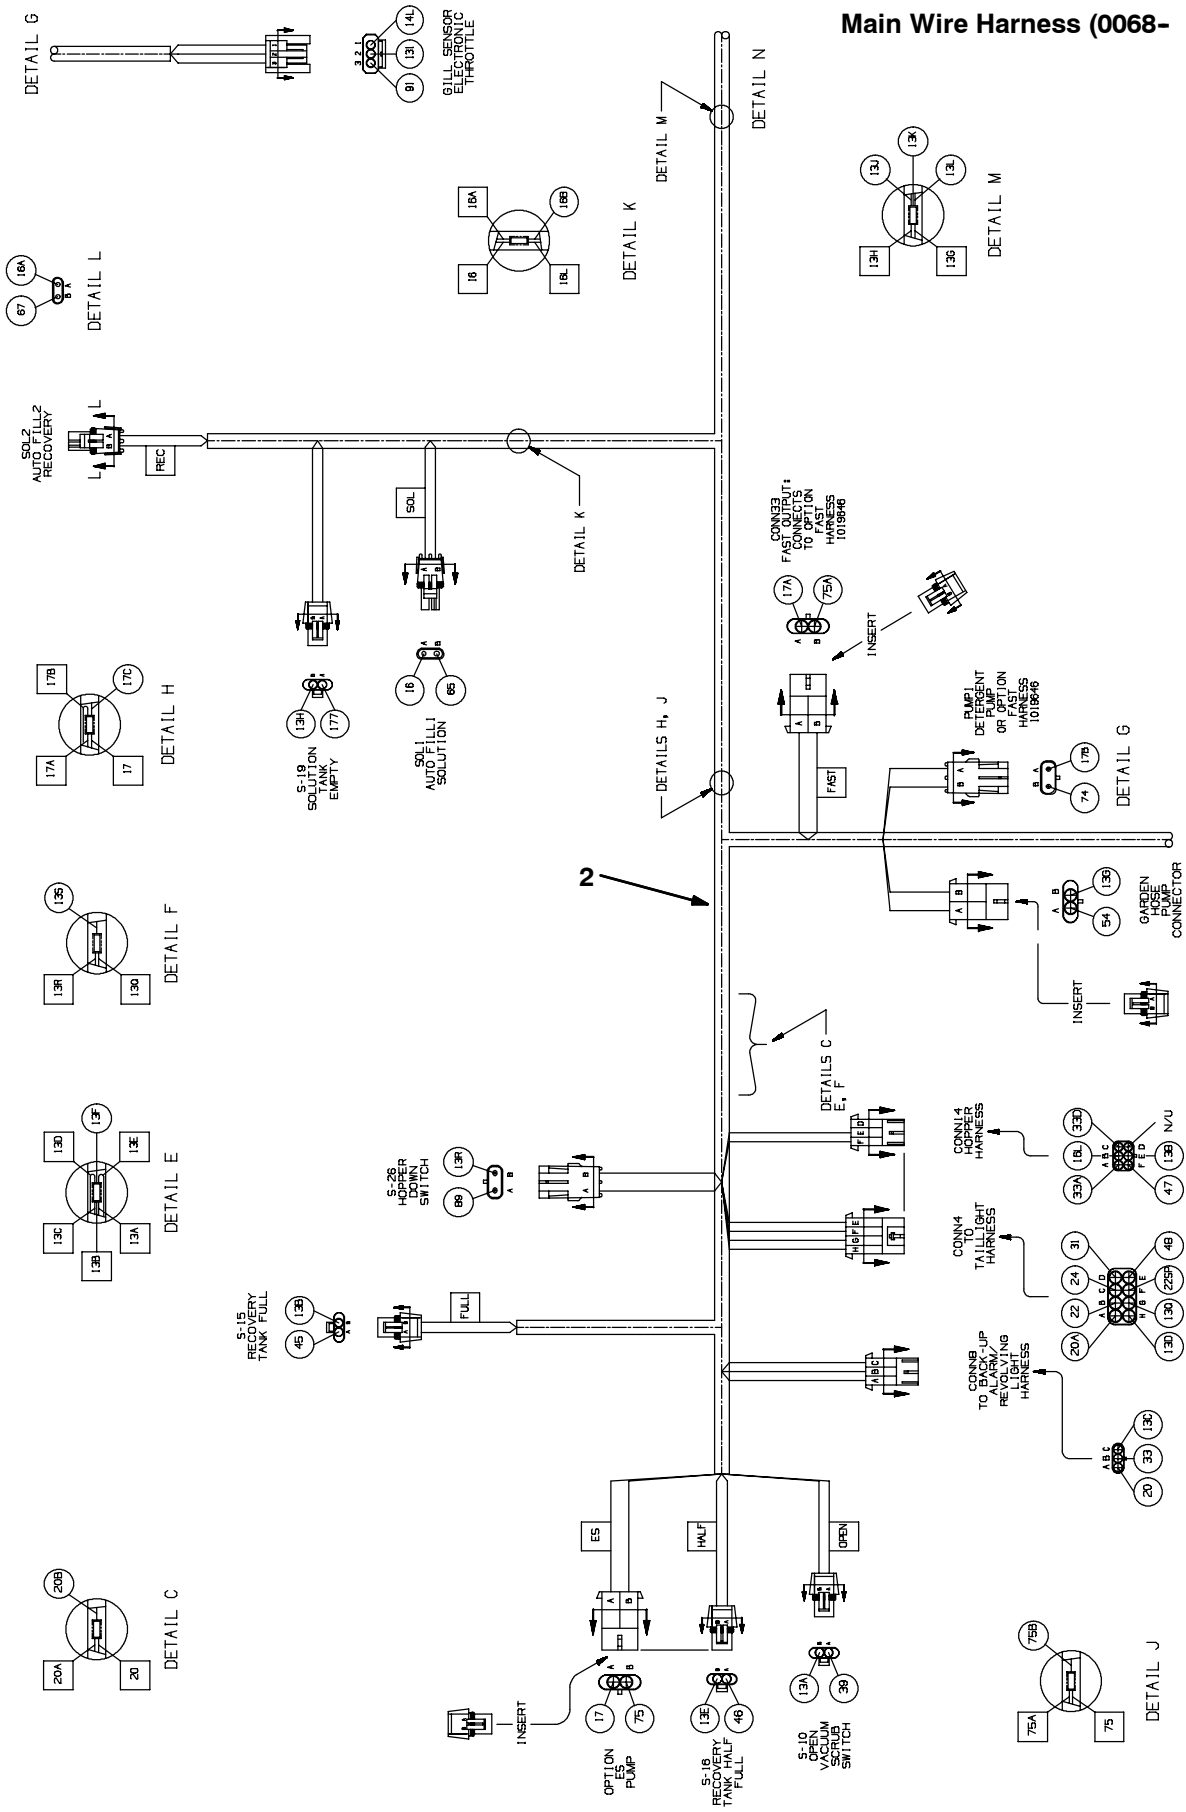 Main Wire Harness (0068-
DETAIL G
14L
131
91
3 2 1
GILL SENSOR
ELECTRONIC
THROTTLE
DETAIL N
DETAIL M
13J
13K
13L
13H
13G
DETAIL M
16A
16B
16
16L
DETAIL K
16A
67
B A
DETAIL L
SOL2
AUTO FILL2
RECOVERY
L
L
B A
REC
SOL
DETAIL K
A
B
16
65
SOL1
AUTO FILL1
SOLUTION
B
A
13H
177
S-19
SOLUTION
TANK
EMPTY
17B
17C
17A
17
DETAIL H
DETAILS H, J
CONN33
FAST OUTPUT:
CONNECTS
TO OPTION
FAST
HARNESS
1019646
17A
75A
A
B
INSERT
A
B
FAST
PUMP1
DETERGENT
PUMP
OR OPTION
FAST
HARNESS
1019646
B A
B A
17B
74
DETAIL G
2
A B
A B
13G
54
GARDEN
HOSE
PUMP
CONNECTOR
INSERT
13S
13R
13Q
DETAIL F
13D
13F
13E
13C
13B
13A
DETAIL E
DETAILS C
E, F
S-26
HOPPER
DOWN
SWITCH
13R
89
A B
A B
F E D
H G F E
CONN14
HOPPER
HARNESS
33D
16L
33A
A B C
F E D
N/U
13B
47
CONN4
TO
TAILLIGHT
HARNESS
31
24
22
20A
A B C D
H G F E
48
22SP
13Q
13D
S-15
RECOVERY
TANK FULL
13B
45
A B
FULL
A B C
CONN8
TO BACK-UP
ALARM/
REVOLVING
LIGHT
HARNESS
A B C
13C
33
20
20B
20A
20
DETAIL C
ES
HALF
OPEN
A
B
INSERT
A
B
17
75
OPTION
ES
PUMP
B
A
13E
46
S-16
RECOVERY
TANK HALF
FULL
B
A
13A
39
S-10
OPEN
VACUUM
SCRUB
SWITCH
75B
75A
75
DETAIL J